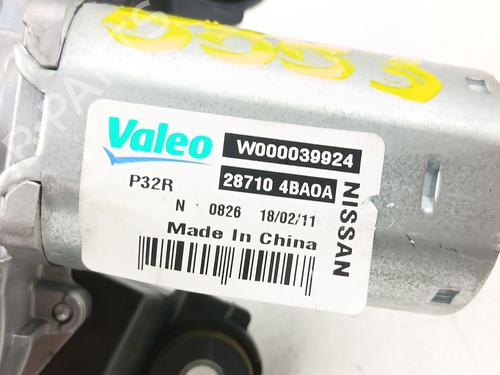 Valeo W000039924
P32R 28710 4BA0A
N 0826 18/02/11
Made In China
NISSAN